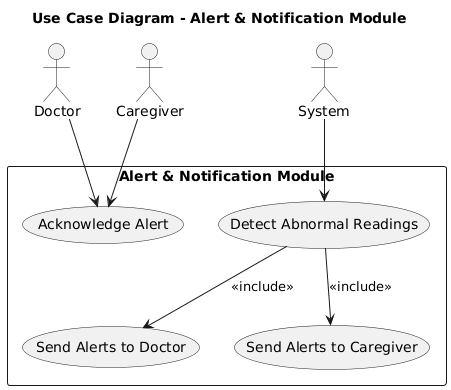 Use Case Diagram - Alert & Notification Module
Doctor
Caregiver
System
Alert & Notification Module
Acknowledge Alert
Detect Abnormal Readings
«include»
«include»
Send Alerts to Doctor
Send Alerts to Caregiver